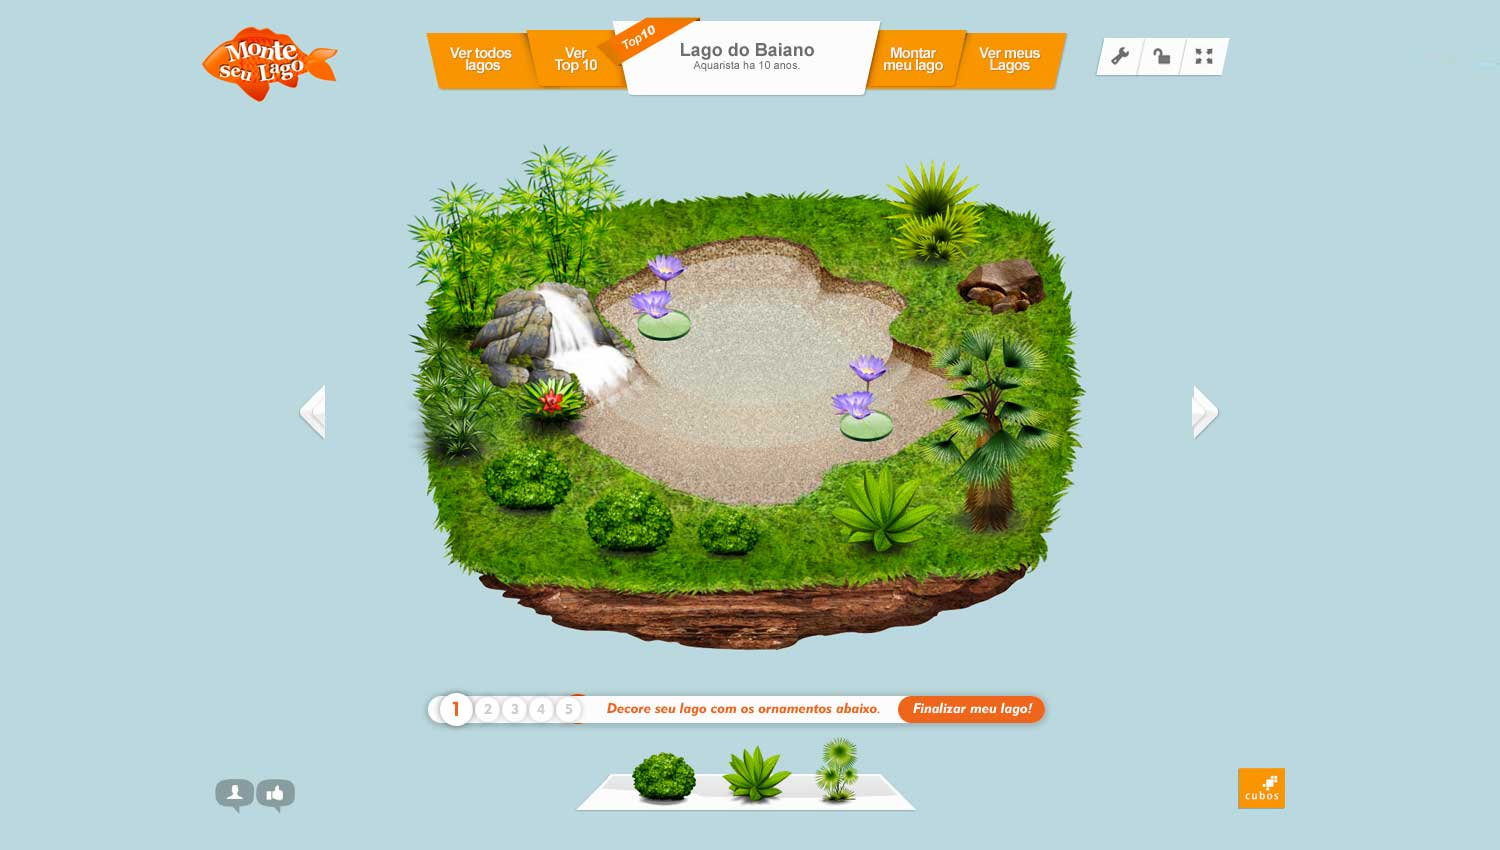 Monte
Seu Lago
Ver todos
lagos
Ver
Top 10
Top10
Lago do Baiano
Aquarista ha 10 anos.
Montar
meu lago
Ver meus
Lagos
1 2 3 4 5
Decore seu lago com os ornamentos abaixo.
Finalizar meu lago!
cubos